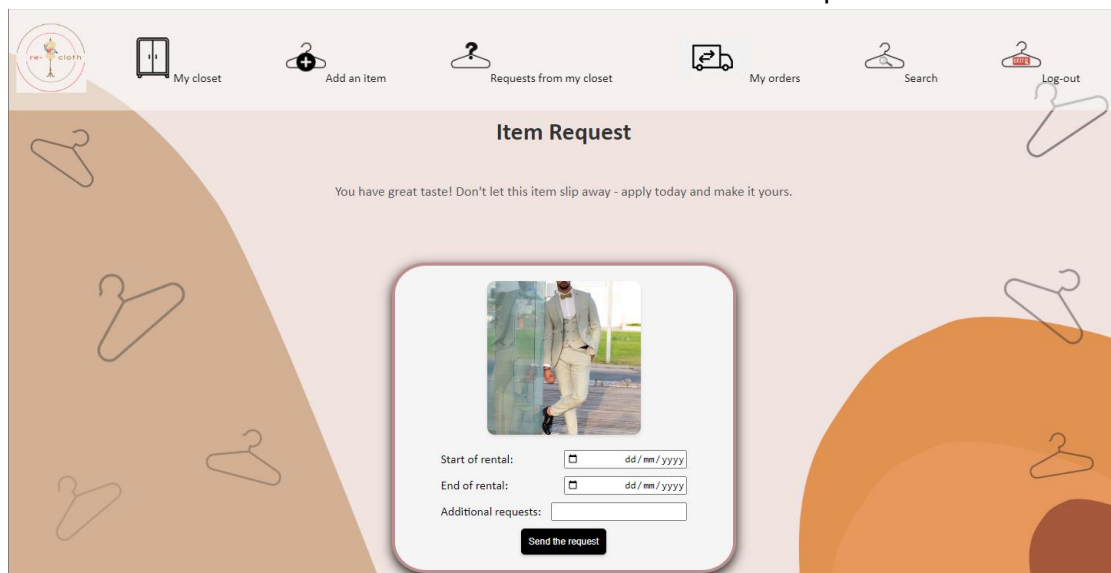 re-cloth
My closet
Add an item
Requests from my closet
My orders
Search
Log-out
Item Request
You have great taste! Don't let this item slip away - apply today and make it yours.
Start of rental: dd/mm/yyyy
End of rental: dd/mm/yyyy
Additional requests:
Send the request